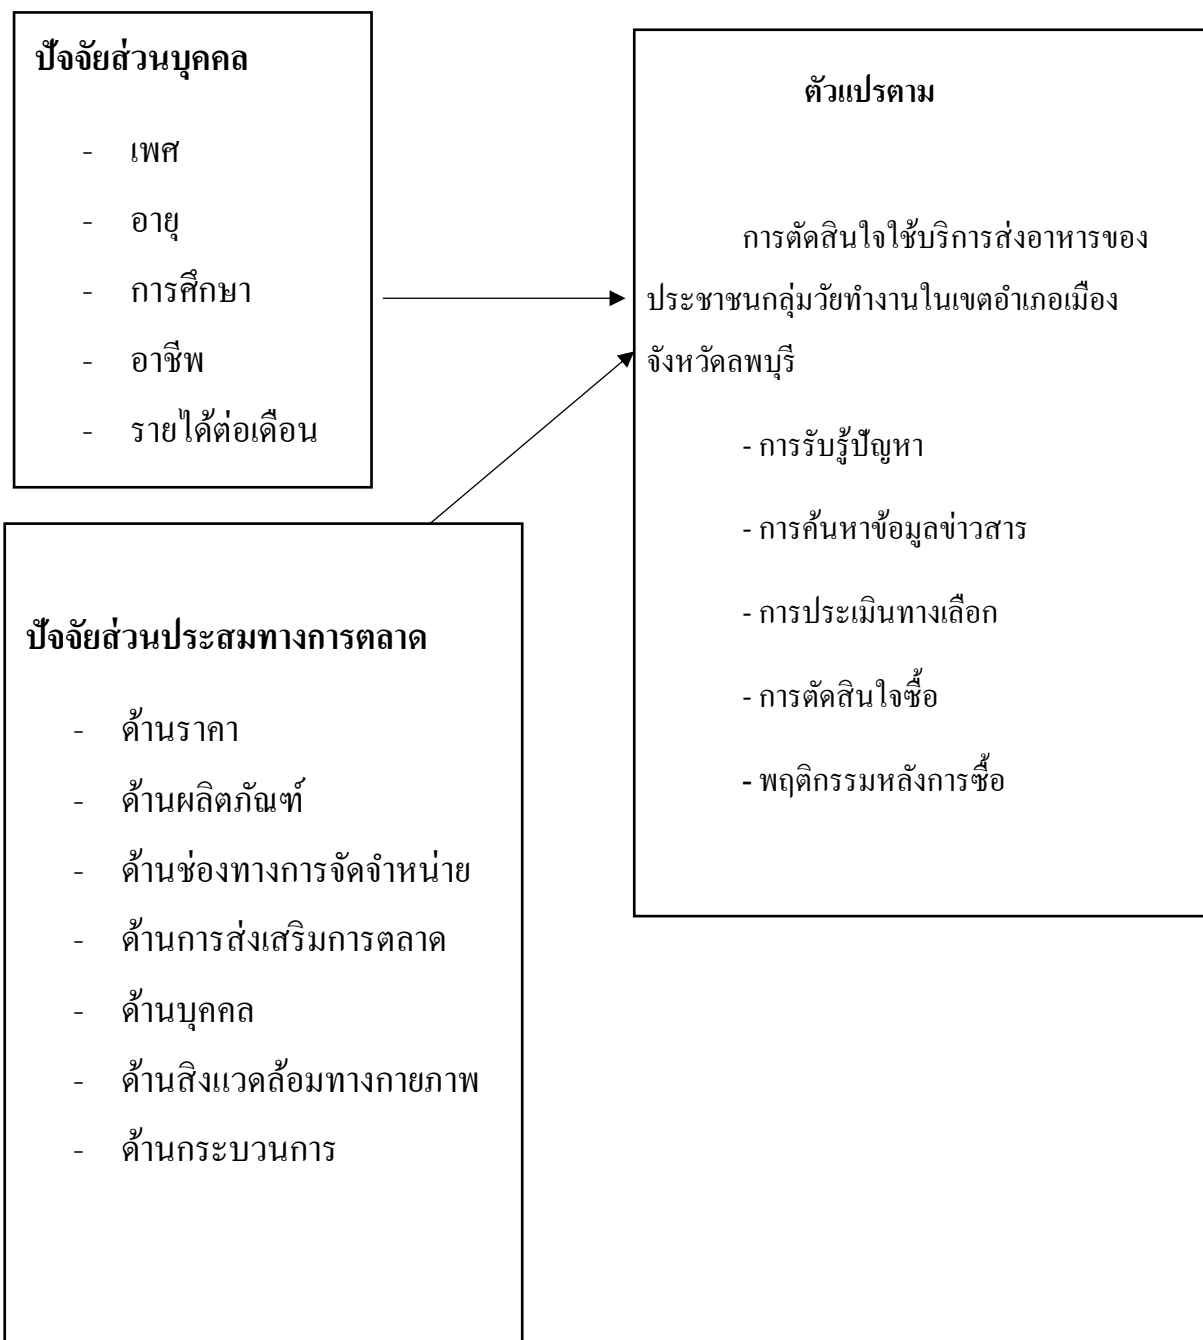 ปัจจัยส่วนบุคคล
- เพศ
- อายุ
- การศึกษา
- อาชีพ
- รายได้ต่อเดือน
ปัจจัยส่วนประสมทางการตลาด
- ด้านราคา
- ด้านผลิตภัณฑ์
- ด้านช่องทางการจัดจำหน่าย
- ด้านการส่งเสริมการตลาด
- ด้านบุคคล
- ด้านสิงแวดล้อมทางกายภาพ
- ด้านกระบวนการ
ตัวแปรตาม
การตัดสินใจใช้บริการส่งอาหารของ
ประชาชนกลุ่มวัยทำงานในเขตอำเภอเมือง
จังหวัดลพบุรี
- การรับรู้ปัญหา
- การค้นหาข้อมูลข่าวสาร
- การประเมินทางเลือก
- การตัดสินใจซื้อ
- พฤติกรรมหลังการซื้อ